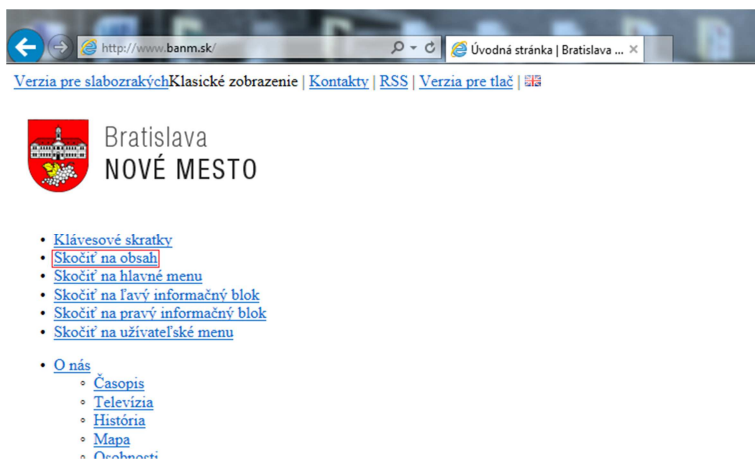 http://www.banm.sk/
Úvodná stránka | Bratislava ...
Verzia pre slabozrakýchKlasické zobrazenie | Kontakty | RSS | Verzia pre tlač |
Bratislava
NOVÉ MESTO
• Klávesové skratky
• Skočiť na obsah
• Skočiť na hlavné menu
• Skočiť na ľavý informačný blok
• Skočiť na pravý informačný blok
• Skočiť na užívateľské menu
• O nás
◦ Časopis
◦ Televízia
◦ História
◦ Mapa
◦ Osobnosti